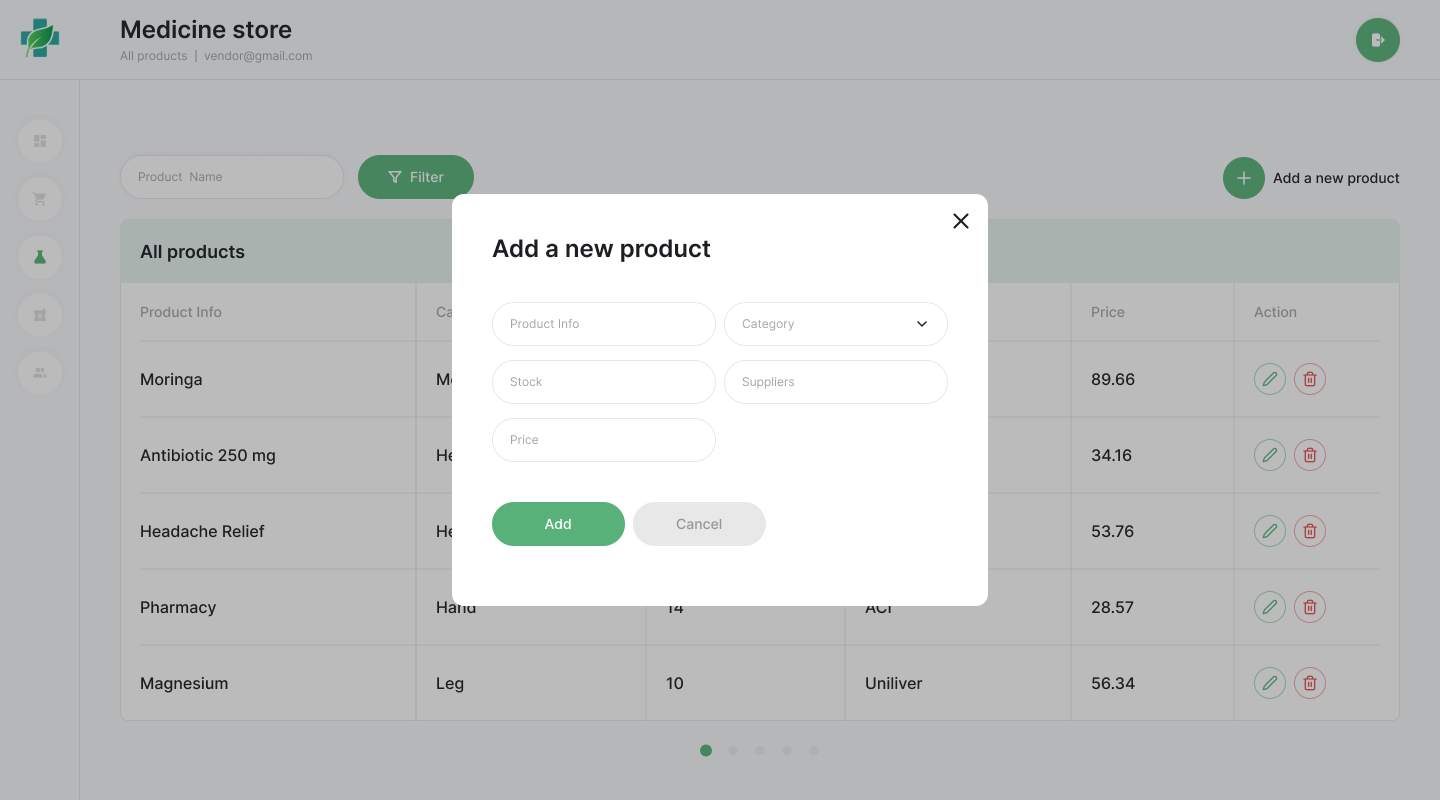 Medicine store
All products | vendor@gmail.com
Product Name
Filter
Add a new product
All products
Product Info
Price
Action
Moringa
89.66
Antibiotic 250 mg
34.16
Headache Relief
53.76
Pharmacy
Hand
14
ACI
28.57
Magnesium
Leg
10
Uniliver
56.34
Add a new product
Product Info
Category
Stock
Suppliers
Price
Add
Cancel